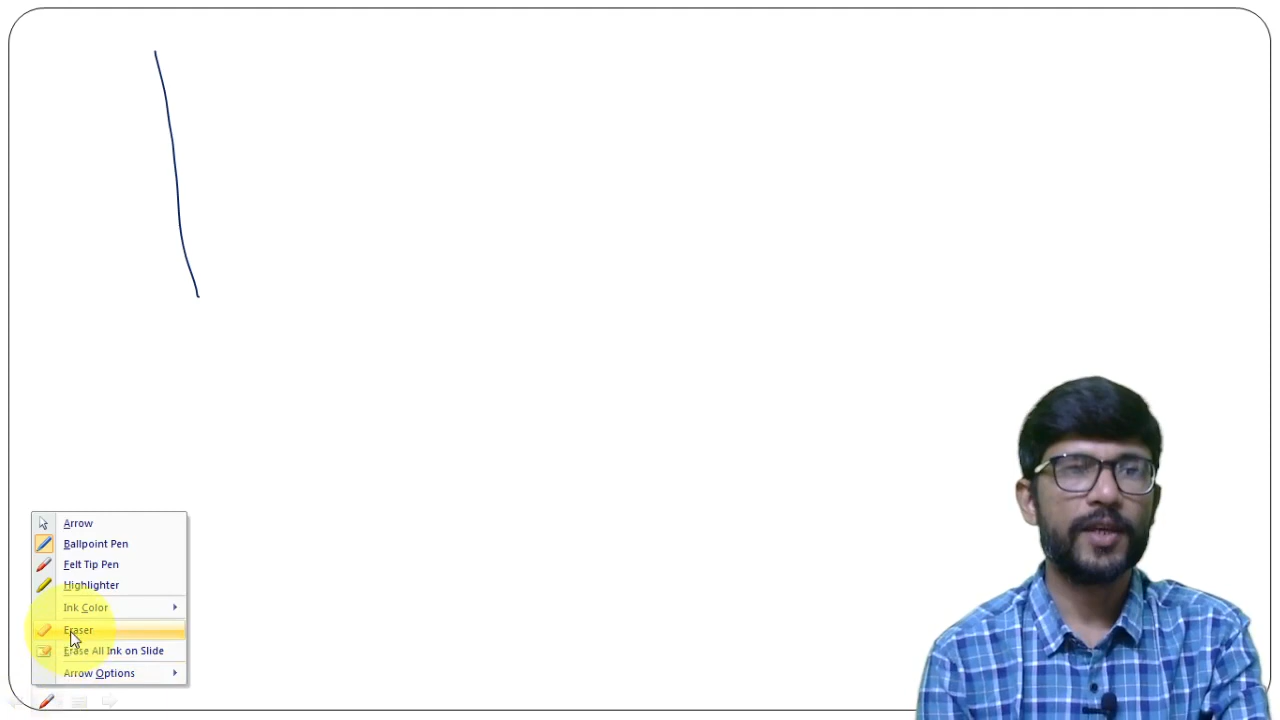 Arrow
Ballpoint Pen
Felt Tip Pen
Highlighter
Ink Color
Eraser
Erase All Ink on Slide
Arrow Options